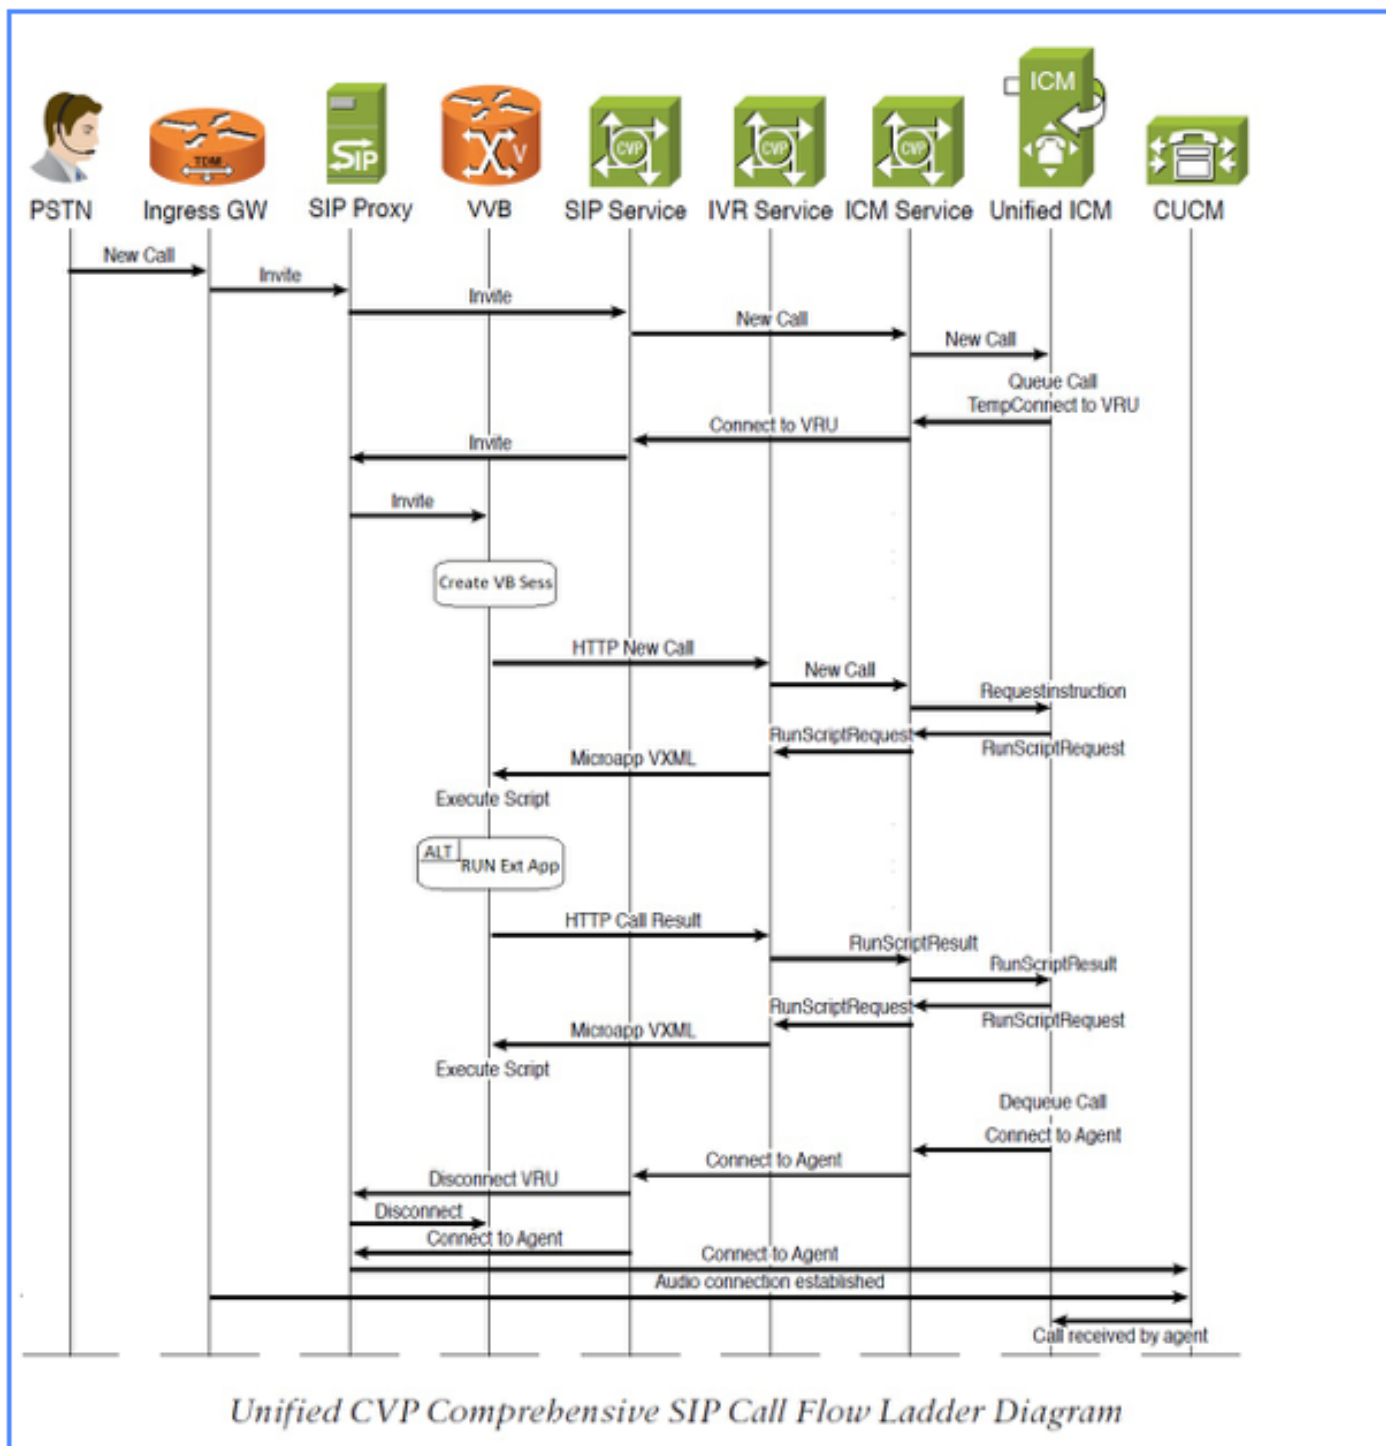 ICM
TDM
SIP
V
CVP
CVP
CVP
PSTN
Ingress GW
SIP Proxy
VVB
SIP Service
IVR Service
ICM Service
Unified ICM
CUCM
New Call
Invite
Invite
New Call
New Call
Queue Call
TempConnect to VRU
Connect to VRU
Invite
Invite
Create VB Sess
HTTP New Call
New Call
Requestinstruction
RunScriptRequest
RunScriptRequest
Microapp VXML
Execute Script
ALT
RUN Ext App
HTTP Call Result
RunScriptResult
RunScriptResult
RunScriptRequest
RunScriptRequest
Microapp VXML
Execute Script
Dequeue Call
Connect to Agent
Connect to Agent
Disconnect VRU
Disconnect
Connect to Agent
Connect to Agent
Audio connection established
Call received by agent
Unified CVP Comprehensive SIP Call Flow Ladder Diagram